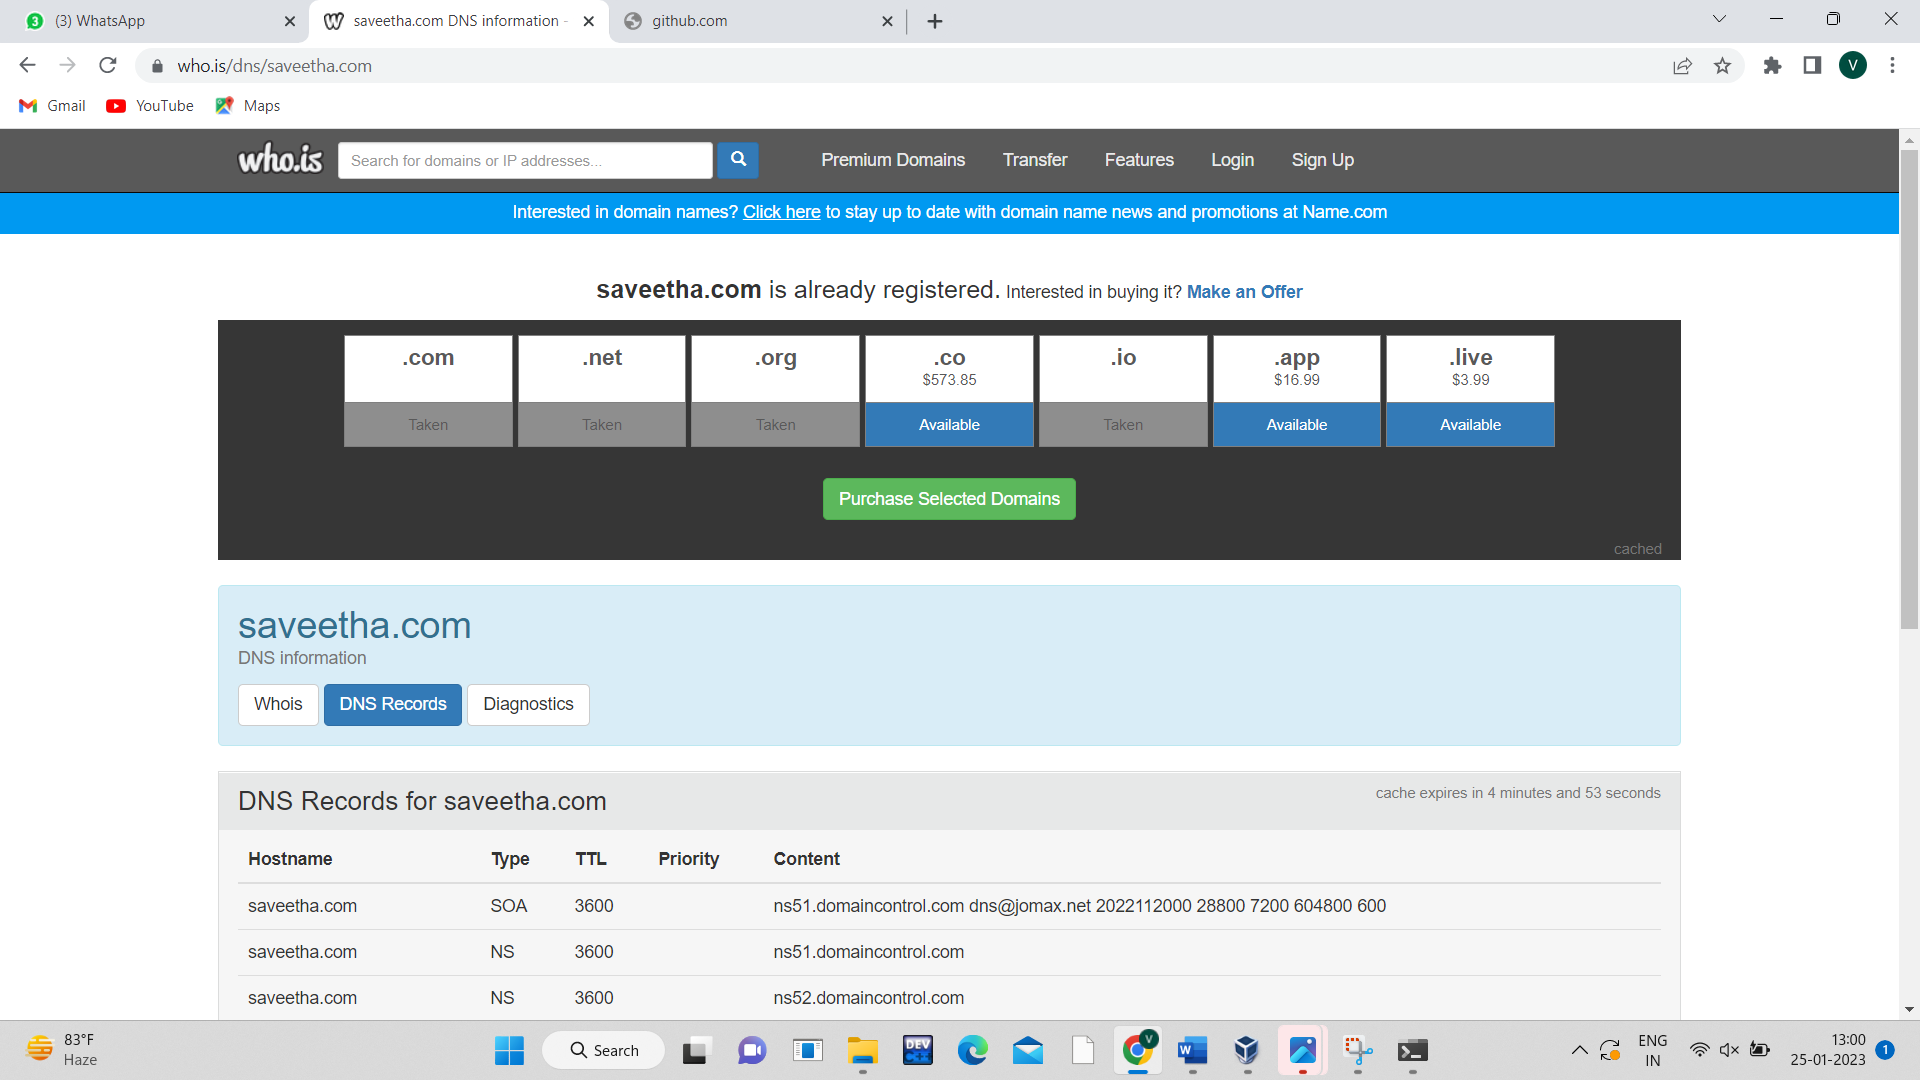 3 (3) WhatsApp
saveetha.com DNS information -
github.com
who.is/dns/saveetha.com
V
Gmail
YouTube
Maps
who.is
Search for domains or IP addresses...
Premium Domains Transfer Features Login Sign Up
Interested in domain names? Click here to stay up to date with domain name news and promotions at Name.com
saveetha.com is already registered. Interested in buying it? Make an Offer
.com .net .org .co .io .app .live
$573.85 $16.99 $3.99
Taken Taken Taken Available Taken Available Available
Purchase Selected Domains
cached
saveetha.com
DNS information
Whois DNS Records Diagnostics
DNS Records for saveetha.com
cache expires in 4 minutes and 53 seconds
Hostname Type TTL Priority Content
saveetha.com SOA 3600 ns51.domaincontrol.com dns@jomax.net 2022112000 28800 7200 604800 600
saveetha.com NS 3600 ns51.domaincontrol.com
saveetha.com NS 3600 ns52.domaincontrol.com
83°F
Haze
Search
DEV
C++
V
W
ENG
IN
13:00
25-01-2023
1